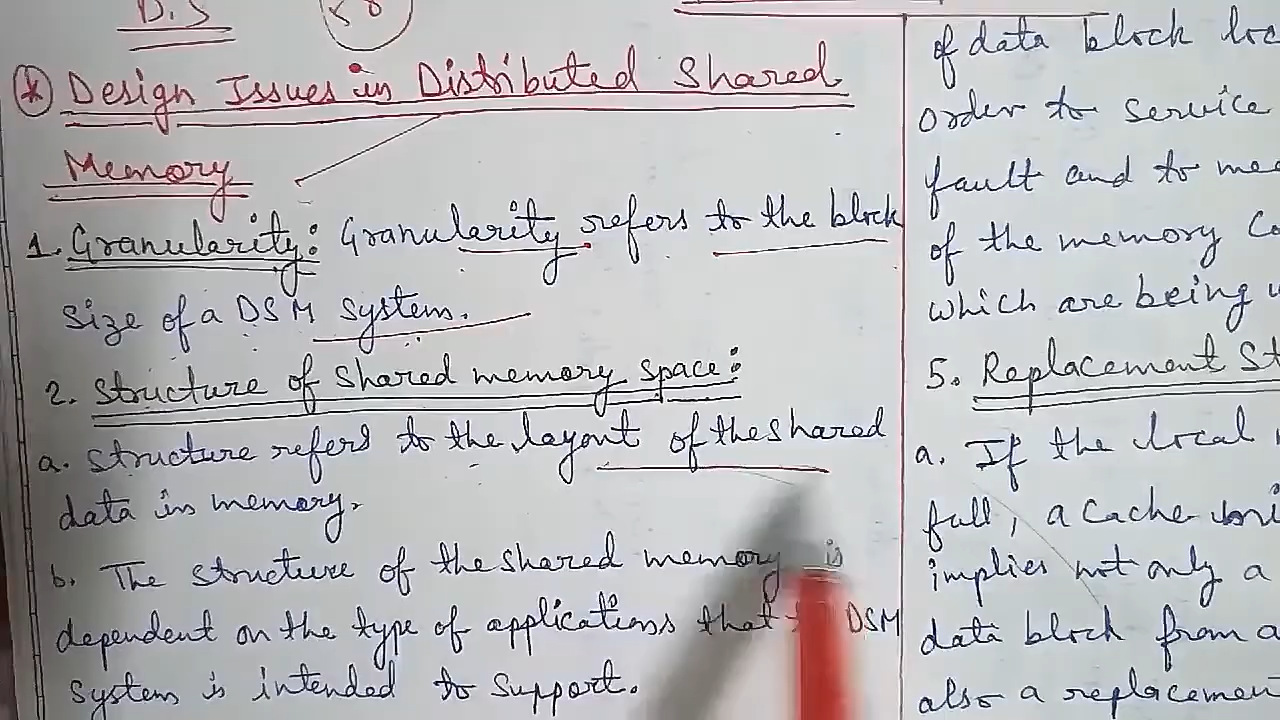 D.S
58
* Design Issues in Distributed Shared
Memory
1. Granularity: Granularity refers to the block
size of a DSM system.
2. Structure of shared memory space:
a. Structure refers to the layout of the shared
data in memory.
b. The structure of the shared memory is
dependent on the type of applications that DSM
system is intended to support.
of data block
order to service
fault and to
of the memory
which are being
5. Replacement
a. If the local
full, a cache
implies not only a
data block from a
also a replacement